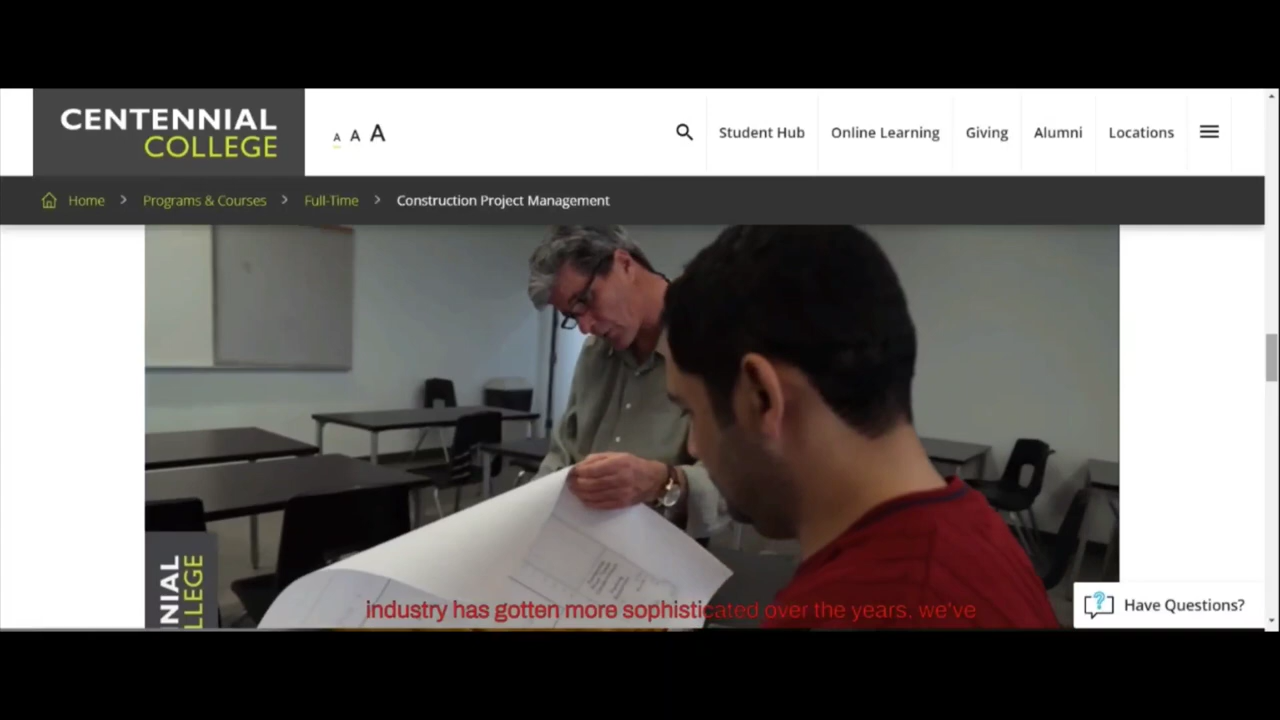 CENTENNIAL
COLLEGE
A A A
Student Hub
Online Learning
Giving
Alumni
Locations
Home > Programs & Courses > Full-Time > Construction Project Management
NIAL
LLEGE
industry has gotten more sophisticated over the years. we've
Have Questions?